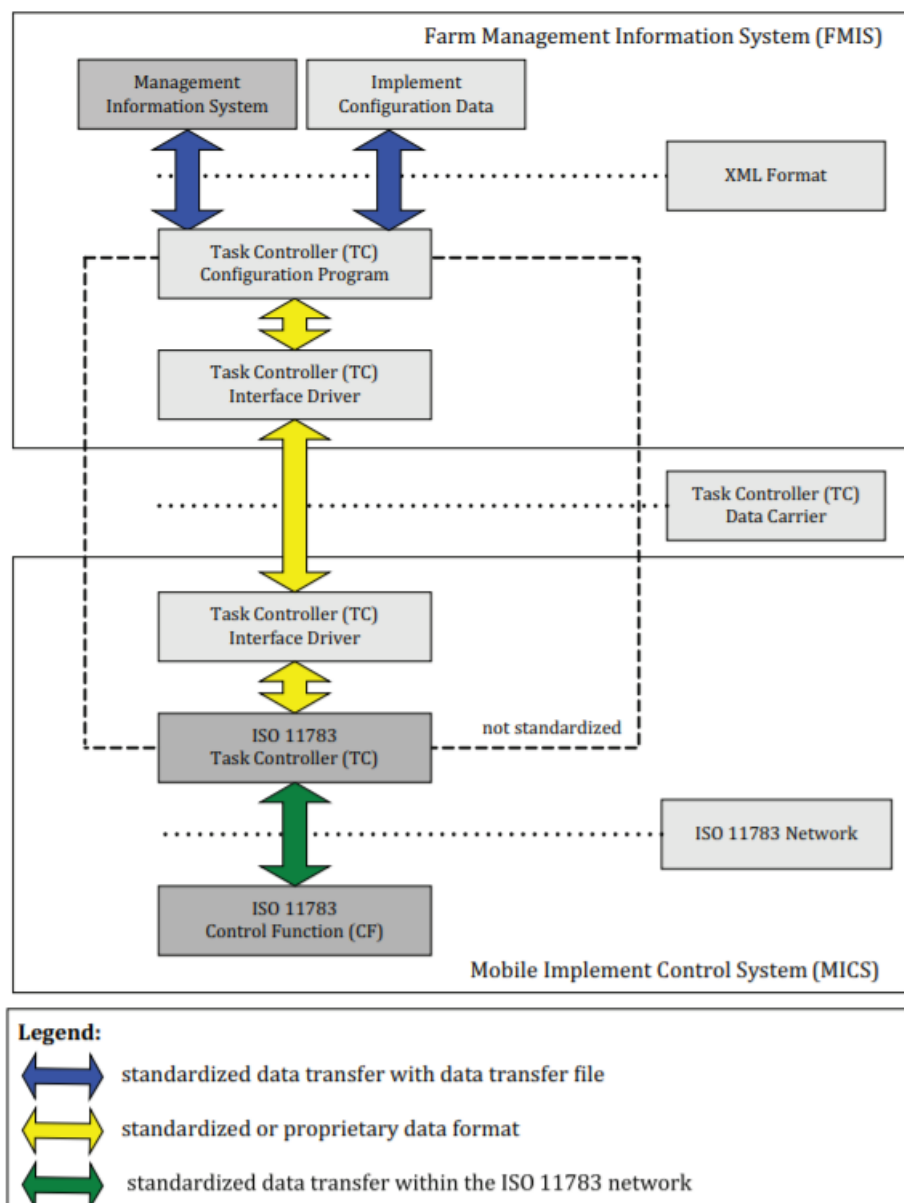 Farm Management Information System (FMIS)
Management
Information System
Implement
Configuration Data
XML Format
Task Controller (TC)
Configuration Program
Task Controller (TC)
Interface Driver
Task Controller (TC)
Data Carrier
Task Controller (TC)
Interface Driver
not standardized
ISO 11783
Task Controller (TC)
ISO 11783 Network
ISO 11783
Control Function (CF)
Mobile Implement Control System (MICS)
Legend:
standardized data transfer with data transfer file
standardized or proprietary data format
standardized data transfer within the ISO 11783 network